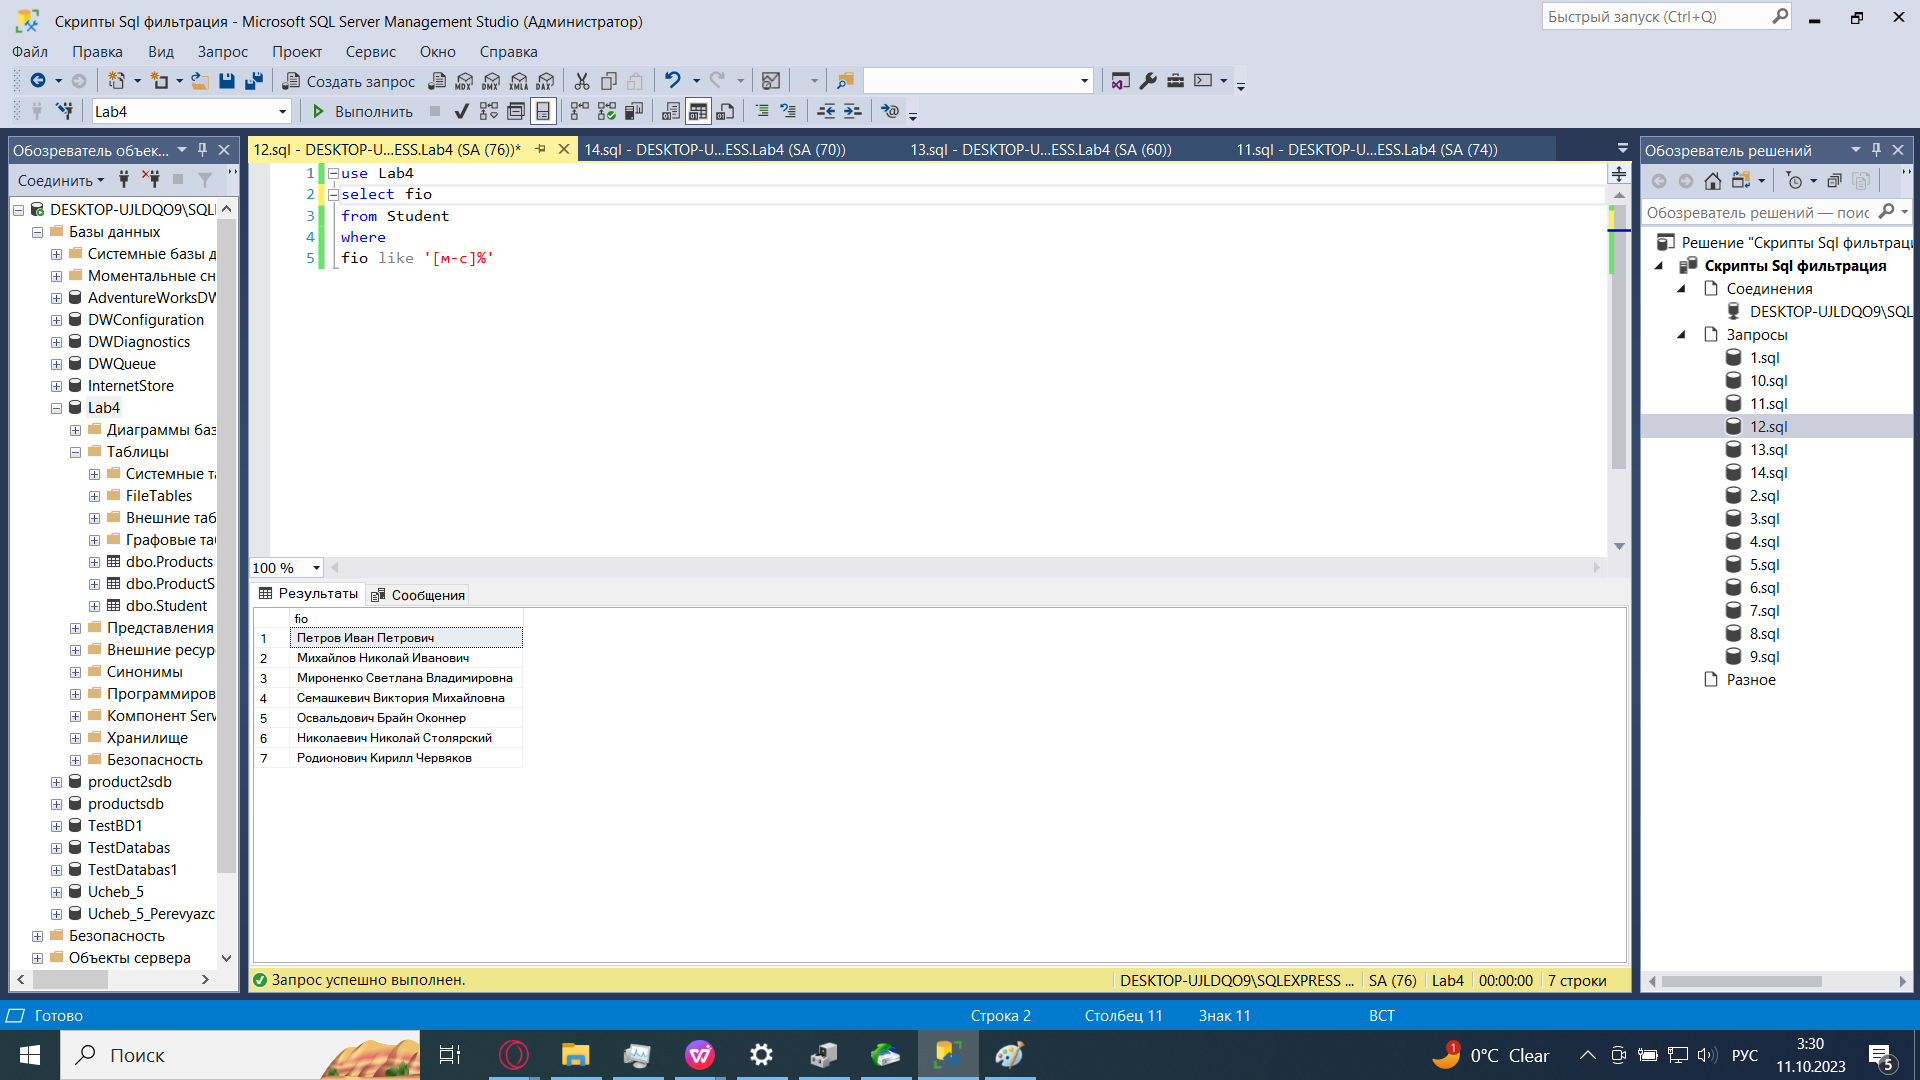 Скрипты Sql фильтрация - Microsoft SQL Server Management Studio (Администратор)
Быстрый запуск (Ctrl+Q)
Файл Правка Вид Запрос Проект Сервис Окно Справка
Создать запрос MDX DMX XMLA DAX
Lab4 Выполнить
Обозреватель объек...
Соединить
DESKTOP-UJLDQO9\SQLI
Базы данных
Системные базы д
Моментальные сн
AdventureWorksDW
DWConfiguration
DWDiagnostics
DWQueue
InternetStore
Lab4
Диаграммы баз
Таблицы
Системные та
FileTables
Внешние таб
Графовые та
dbo.Products
dbo.ProductS
dbo.Student
Представления
Внешние ресур
Синонимы
Программиров
Компонент Serv
Хранилище
Безопасность
product2sdb
productsdb
TestBD1
TestDatabas
TestDatabas1
Ucheb_5
Ucheb_5_Perevyazc
Безопасность
Объекты сервера
12.sql - DESKTOP-U...ESS.Lab4 (SA (76))* 14.sql - DESKTOP-U...ESS.Lab4 (SA (70)) 13.sql - DESKTOP-U...ESS.Lab4 (SA (60)) 11.sql - DESKTOP-U...ESS.Lab4 (SA (74))
1 use Lab4
2 select fio
3 from Student
4 where
5 fio like '[м-с]%'
100 %
Результаты Сообщения
fio
1 Петров Иван Петрович
2 Михайлов Николай Иванович
3 Мироненко Светлана Владимировна
4 Семашкевич Виктория Михайловна
5 Освальдович Брайн Оконнер
6 Николаевич Николай Столярский
7 Родионович Кирилл Червяков
Запрос успешно выполнен. DESKTOP-UJLDQO9\SQLEXPRESS ... SA (76) Lab4 00:00:00 7 строки
Обозреватель решений
Обозреватель решений — поис
Решение "Скрипты Sql фильтраци
Скрипты Sql фильтрация
Соединения
DESKTOP-UJLDQO9\SQL
Запросы
1.sql
10.sql
11.sql
12.sql
13.sql
14.sql
2.sql
3.sql
4.sql
5.sql
6.sql
7.sql
8.sql
9.sql
Разное
Готово Строка 2 Столбец 11 Знак 11 ВСТ
Поиск
1 0°C Clear РУС 3:30
11.10.2023 5